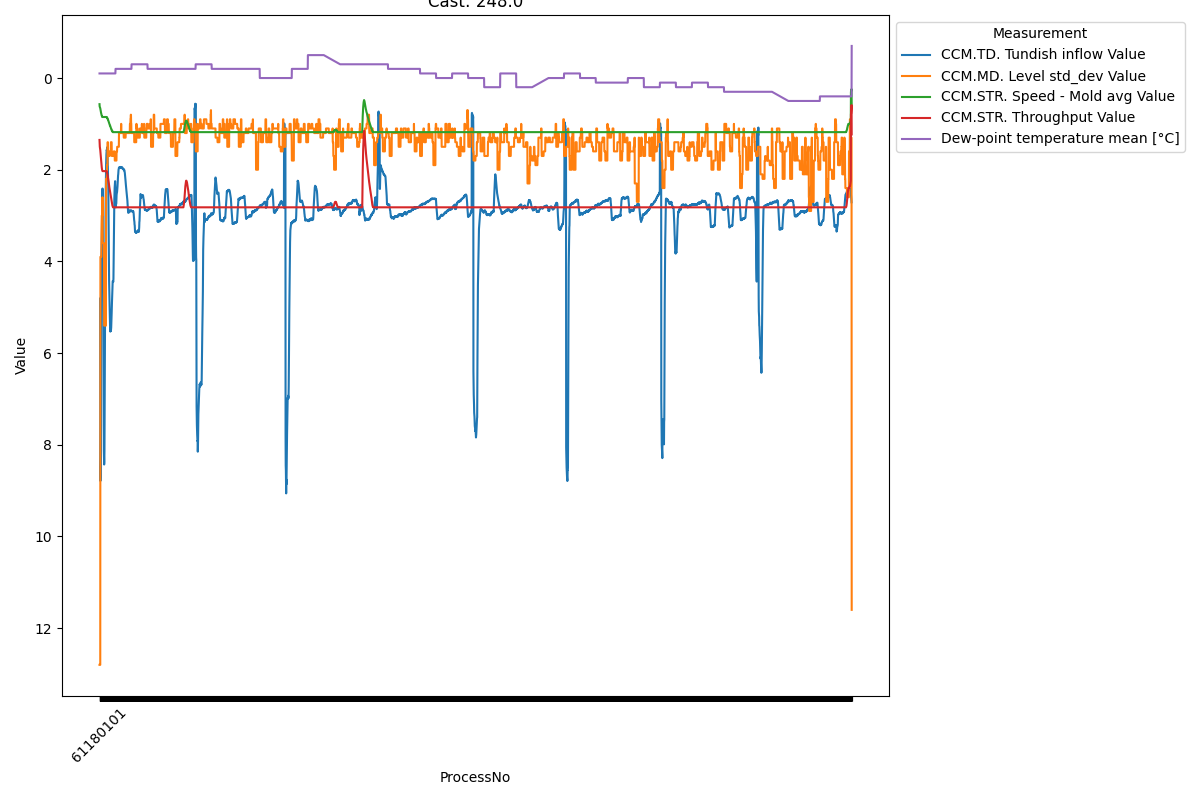 Cast: 248.0
Measurement
CCM.TD. Tundish inflow Value
CCM.MD. Level std_dev Value
CCM.STR. Speed - Mold avg Value
CCM.STR. Throughput Value
Dew-point temperature mean [°C]
0
2
4
6
8
10
12
Value
61180101
ProcessNo